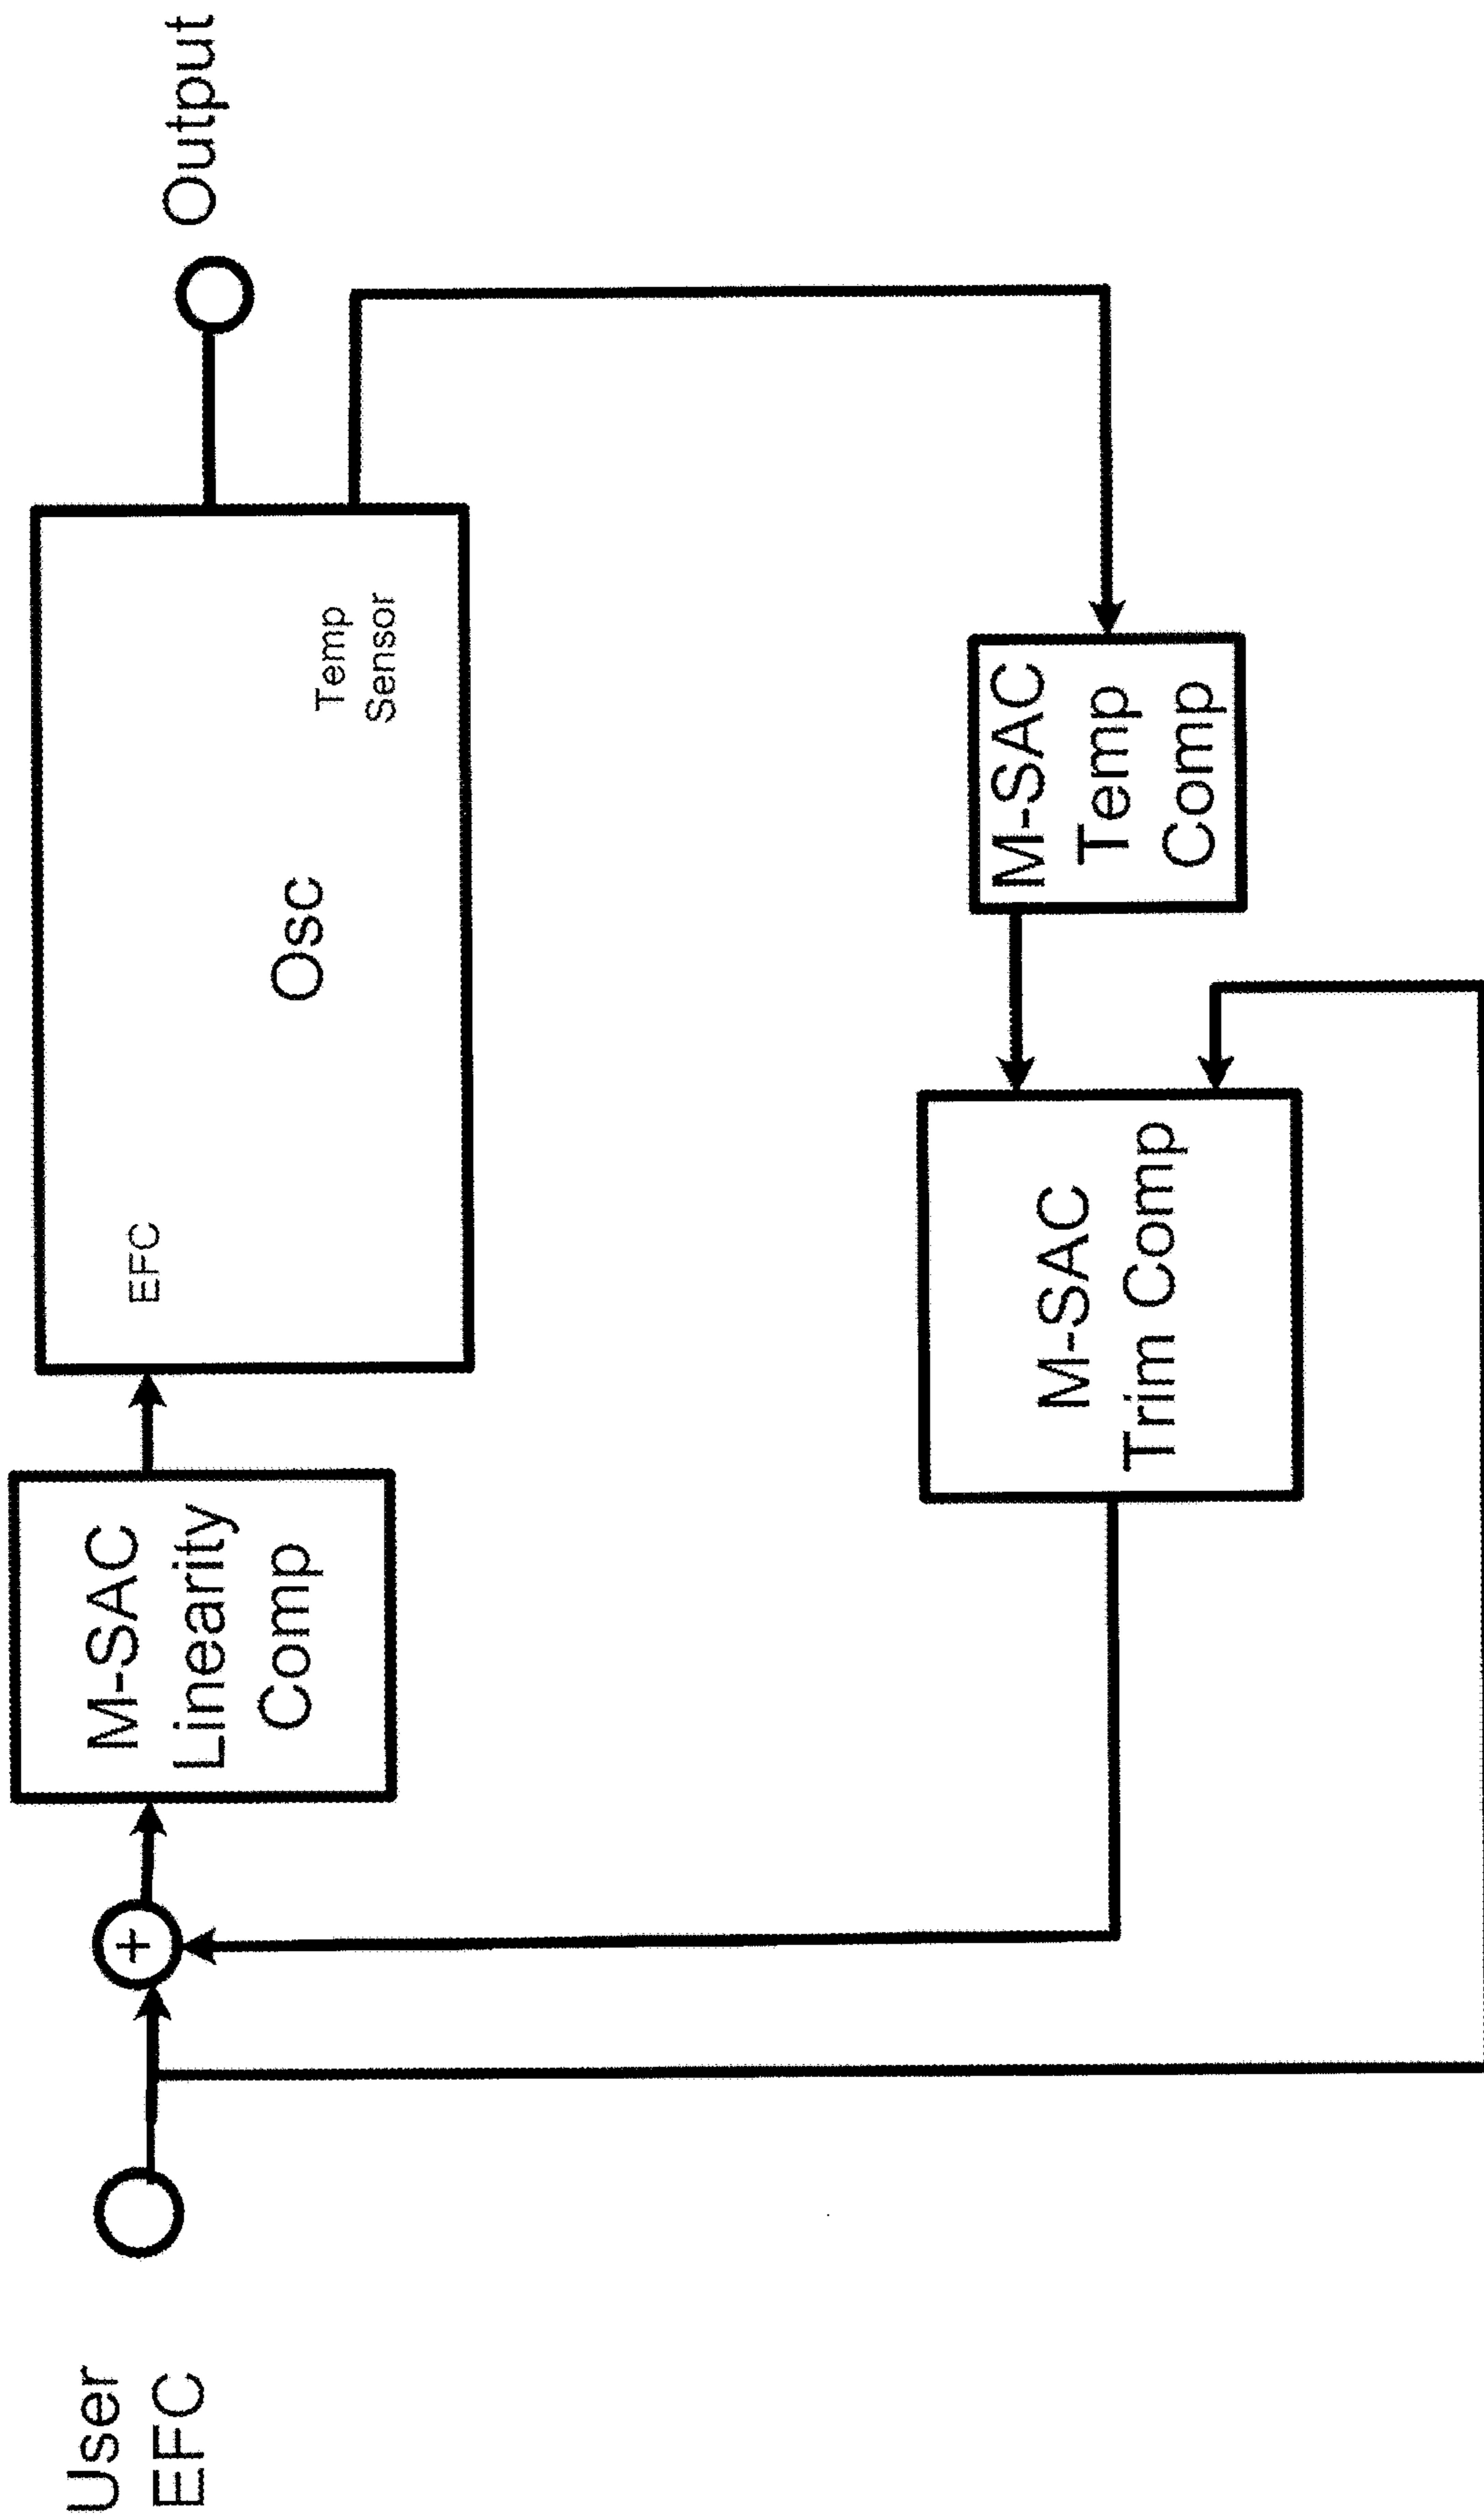 User
EFC
M-SAC
Linearity
Comp
EFC
Osc
Temp
Sensor
Output
M-SAC
Trim Comp
M-SAC
Temp
Comp
+